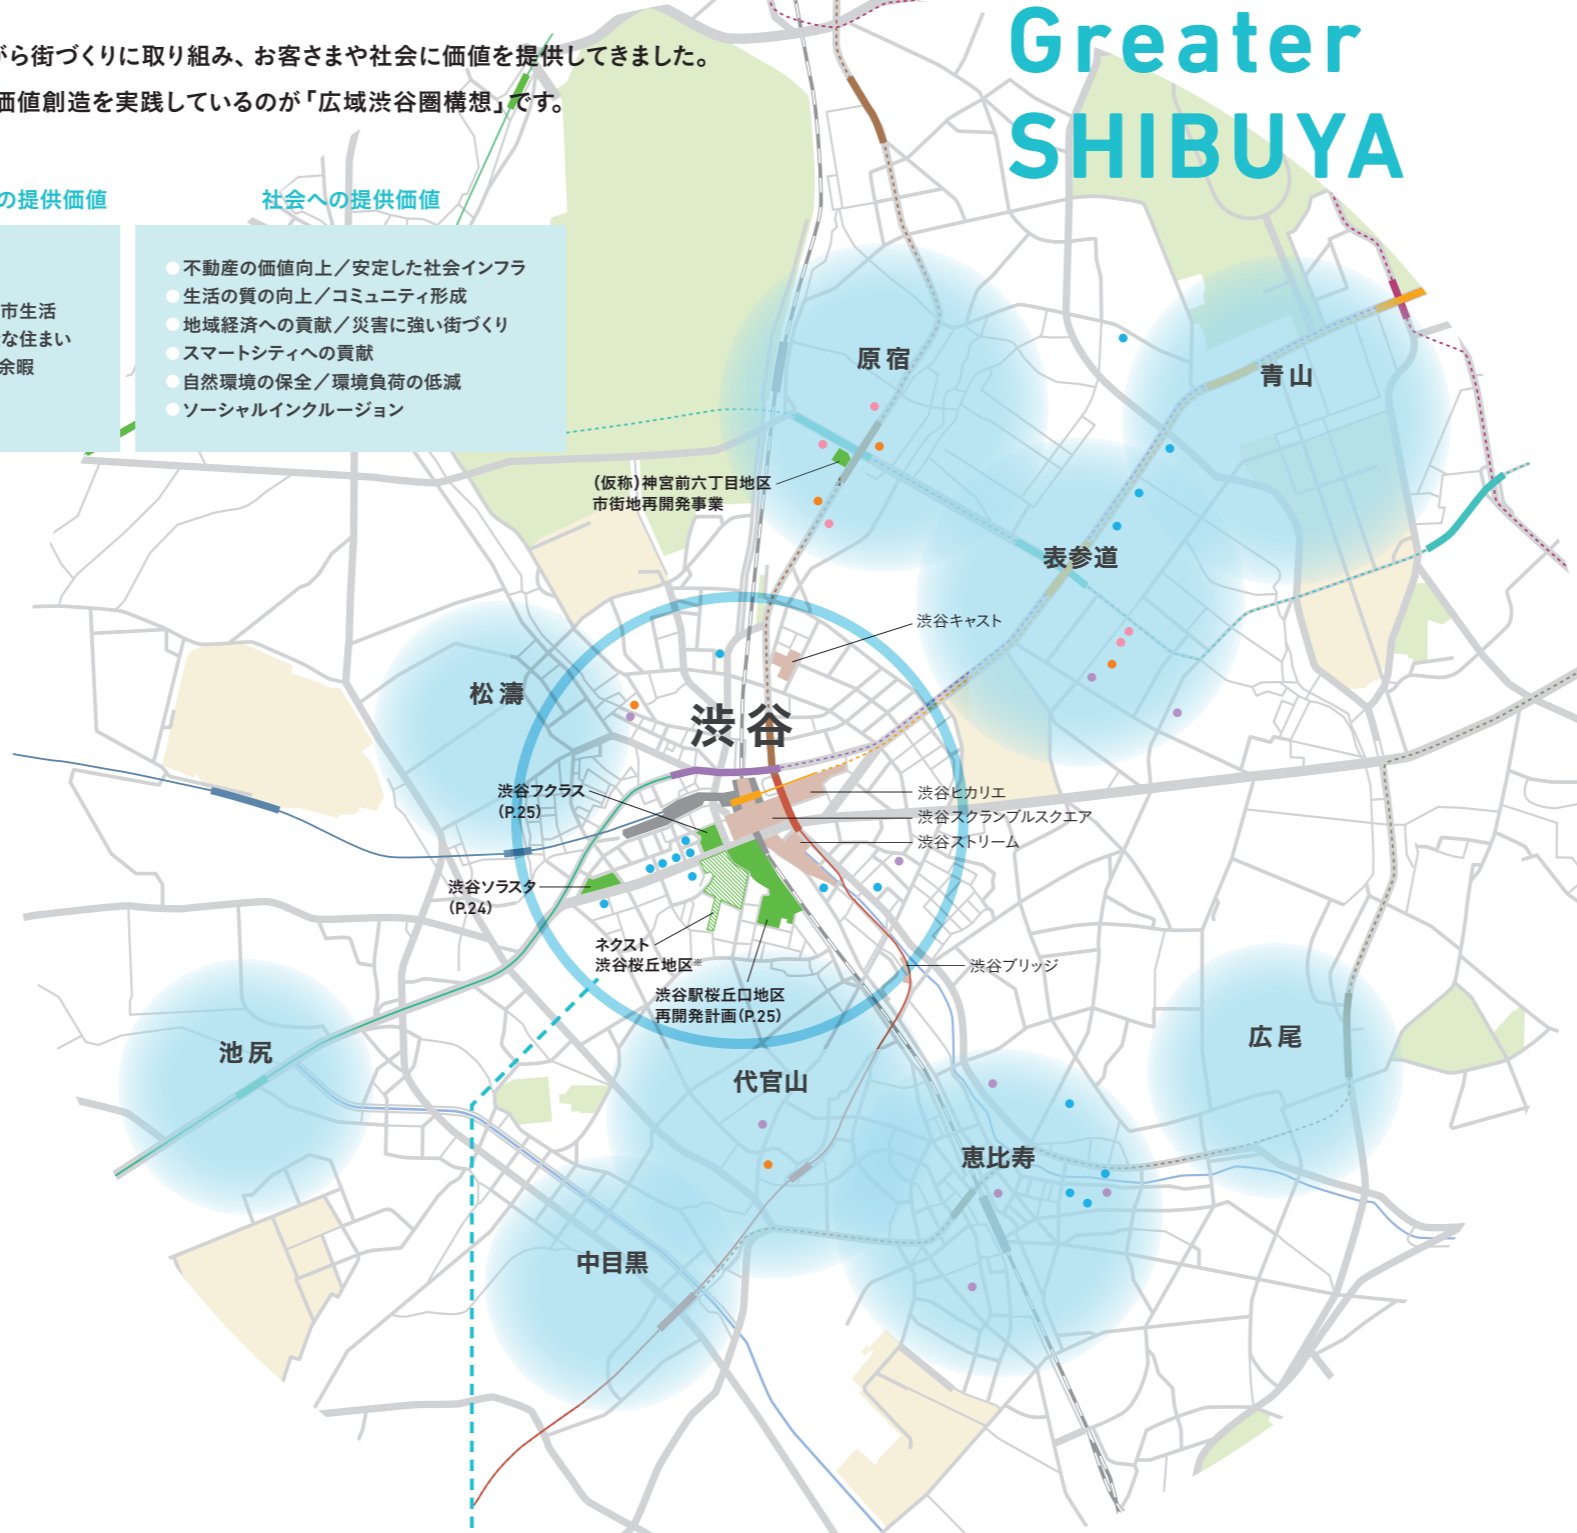 Greater
SHIBUYA
がら街づくりに取り組み、お客さまや社会に価値を提供してきました。
価値創造を実践しているのが「広域渋谷圏構想」です。
の提供価値
市生活
な住まい
余暇
社会への提供価値
不動産の価値向上／安定した社会インフラ
生活の質の向上／コミュニティ形成
地域経済への貢献／災害に強い街づくり
スマートシティへの貢献
自然環境の保全／環境負荷の低減
ソーシャルインクルージョン
原宿
青山
(仮称)神宮前六丁目地区
市街地再開発事業
表参道
渋谷キャスト
松濤
渋谷
渋谷フクラス
(P.25)
渋谷ヒカリエ
渋谷スクランブルスクエア
渋谷ストリーム
渋谷ソラスタ
(P.24)
ネクスト
渋谷桜丘地区※
渋谷ブリッジ
渋谷駅桜丘口地区
再開発計画(P.25)
池尻
広尾
代官山
恵比寿
中目黒